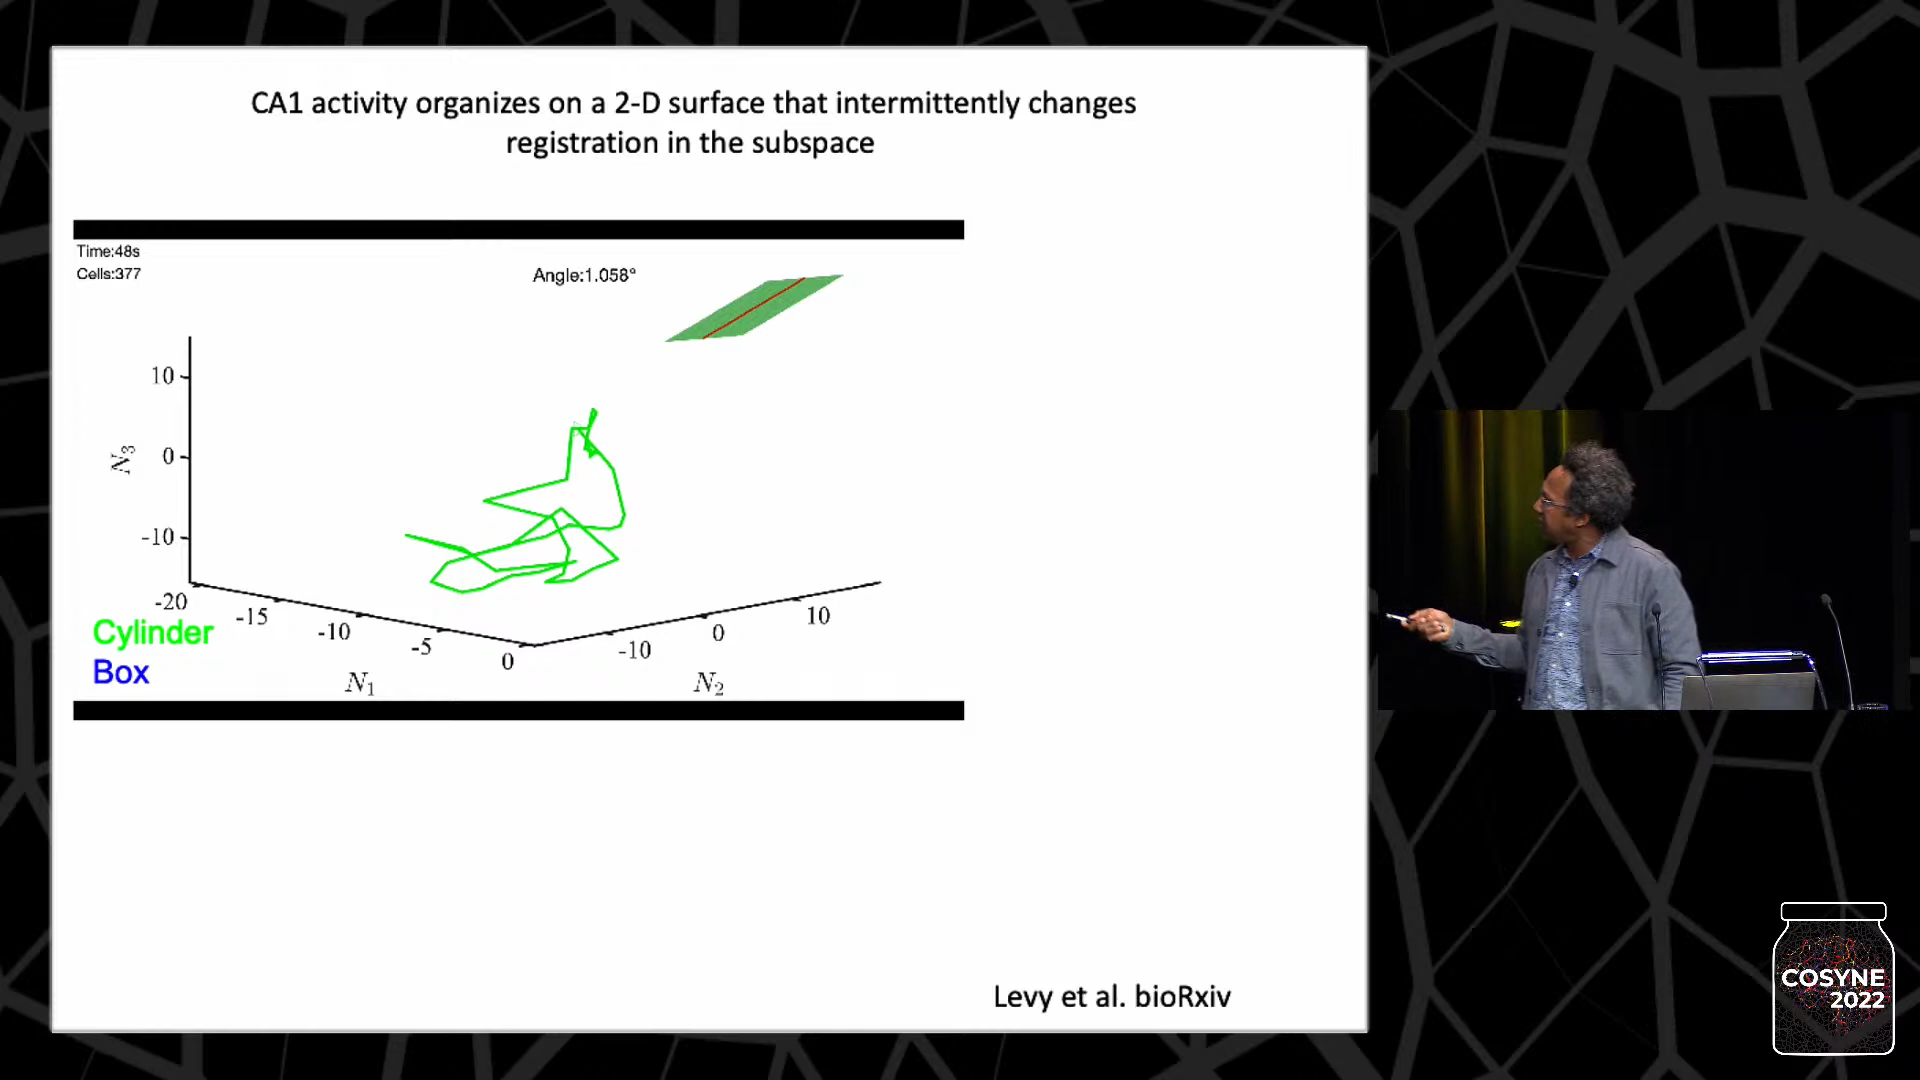 CA1 activity organizes on a 2-D surface that intermittently changes
registration in the subspace
Time:48s
Cells:377
Angle:1.058°
10
0
-10
N3
-20
-15
-10
-5
0
N1
-10
0
10
N2
Cylinder
Box
Levy et al. bioRxiv
COSYNE
2022